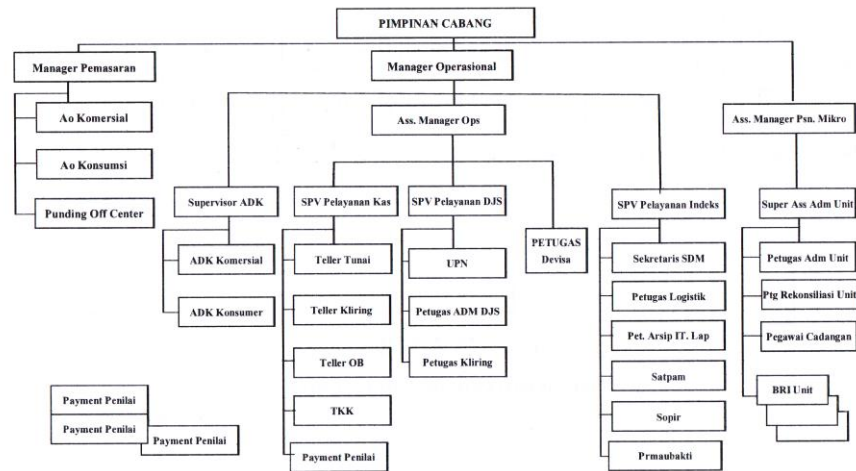 PIMPINAN CABANG
Manager Pemasaran
Manager Operasional
Ao Komersial
Ass. Manager Ops
Ass. Manager Psn. Mikro
Ao Konsumsi
Punding Off Center
Supervisor ADK
SPV Pelayanan Kas
SPV Pelayanan DJS
SPV Pelayanan Indeks
Super Ass Adm Unit
PETUGAS
Devisa
ADK Komersial
Teller Tunai
UPN
Sekretaris SDM
Petugas Adm Unit
ADK Konsumer
Teller Kliring
Petugas ADM DJS
Petugas Logistik
Ptg Rekonsiliasi Unit
Teller OB
Petugas Kliring
Pet. Arsip IT. Lap
Pegawai Cadangan
Satpam
BRI Unit
TKK
Sopir
Payment Penilai
Prmaubakti
Payment Penilai
Payment Penilai
Payment Penilai